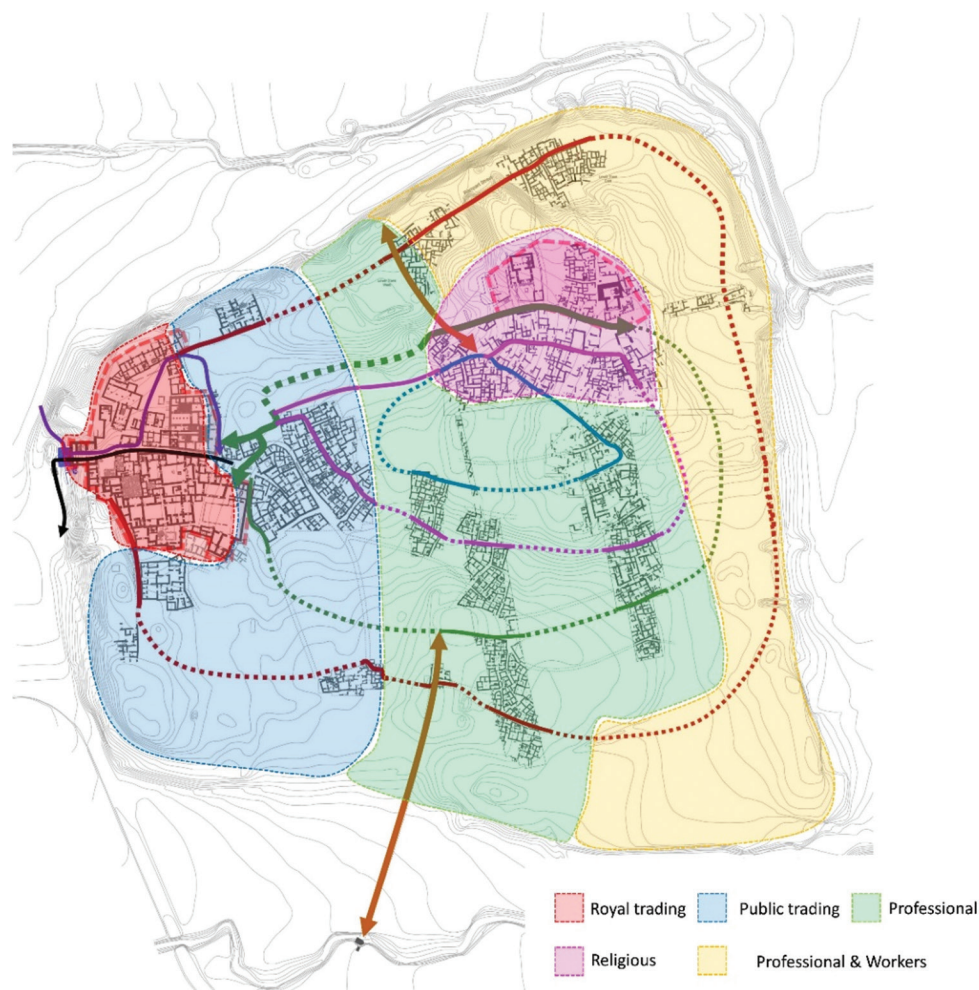 Royal trading
Public trading
Professional
Religious
Professional & Workers